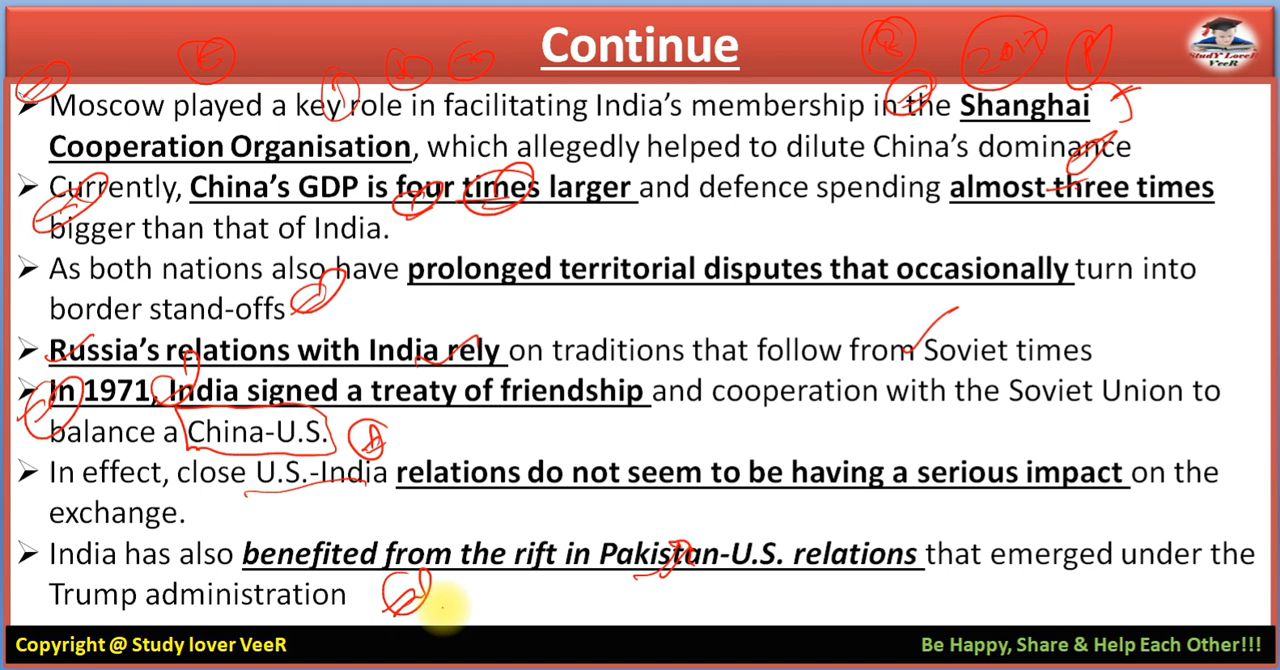 Continue
StudY LoveR
VeeR
➢ Moscow played a key role in facilitating India's membership in the Shanghai
Cooperation Organisation, which allegedly helped to dilute China's dominance
➢ Currently, China's GDP is four times larger and defence spending almost three times
bigger than that of India.
➢ As both nations also have prolonged territorial disputes that occasionally turn into
border stand-offs
➢ Russia's relations with India rely on traditions that follow from Soviet times
➢ In 1971, India signed a treaty of friendship and cooperation with the Soviet Union to
balance a China-U.S.
➢ In effect, close U.S.-India relations do not seem to be having a serious impact on the
exchange.
➢ India has also benefited from the rift in Pakistan-U.S. relations that emerged under the
Trump administration
Copyright @ Study lover VeeR
Be Happy, Share & Help Each Other!!!